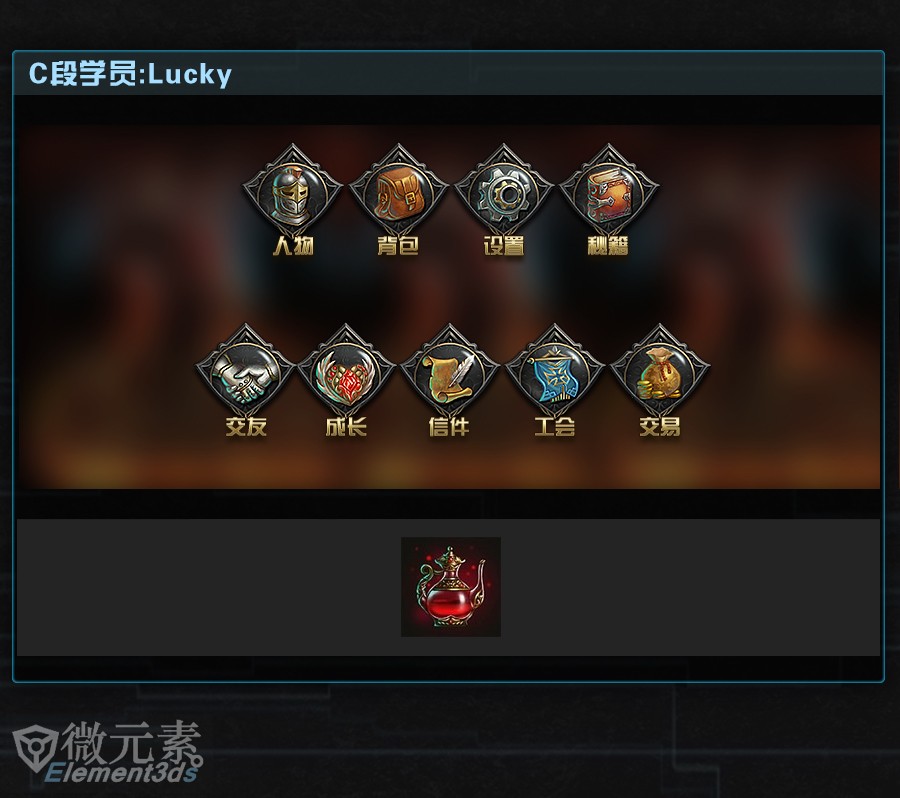 C段学员:Lucky
人物 背包 设置 秘籍
交友 成长 信件 工会 交易
微元素
Element3ds